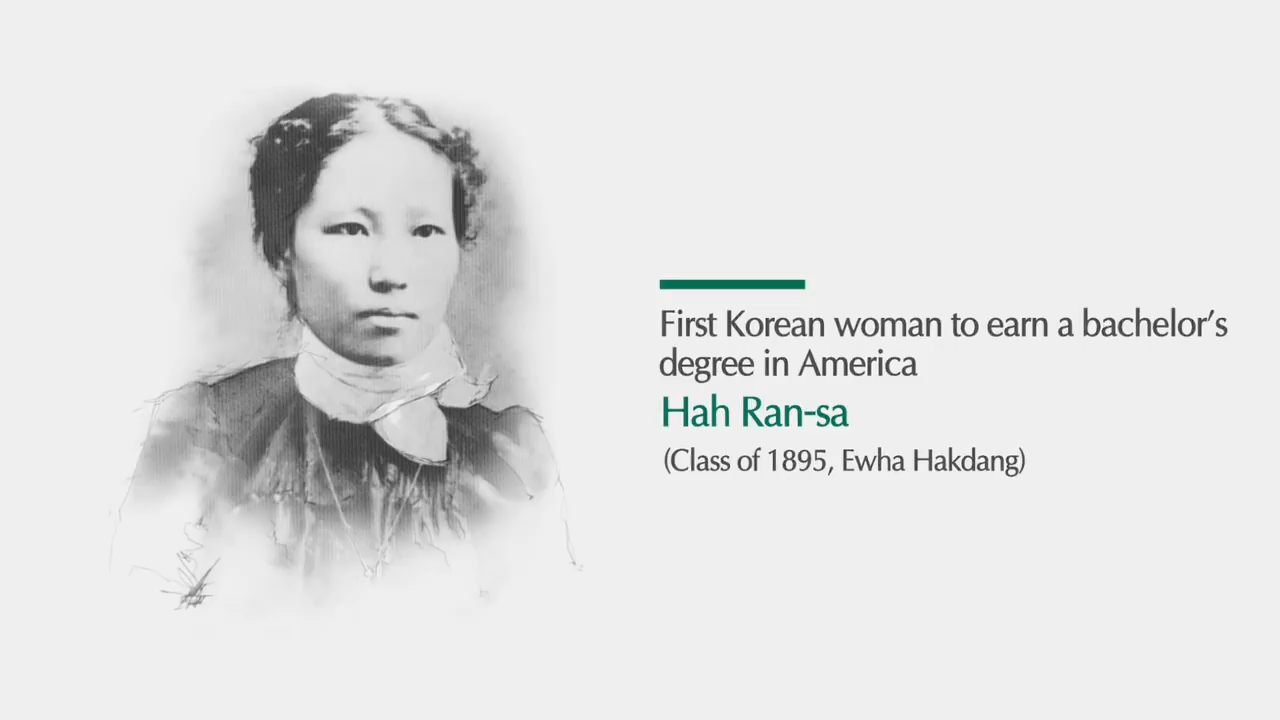 First Korean woman to earn a bachelor’s
degree in America
Hah Ran-sa
(Class of 1895, Ewha Hakdang)